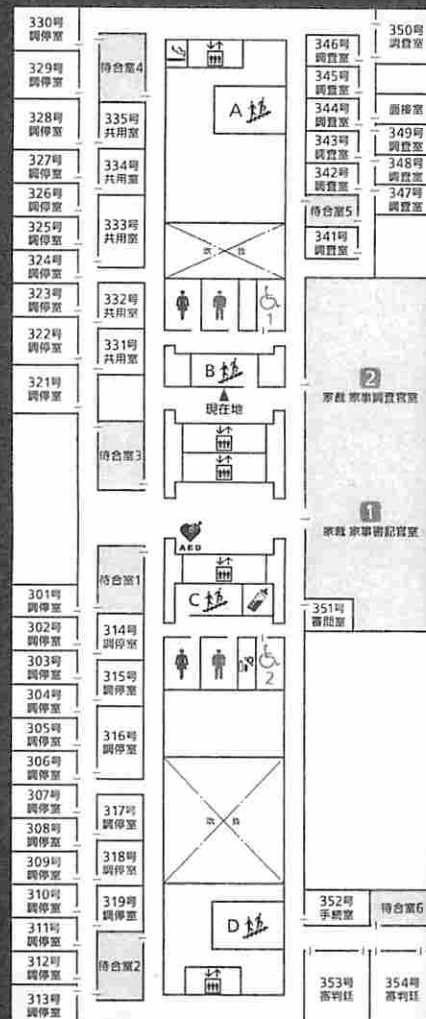 330号
調停室
329号
調停室
328号
調停室
327号
調停室
326号
調停室
325号
調停室
324号
調停室
323号
調停室
322号
調停室
321号
調停室
301号
調停室
302号
調停室
303号
調停室
304号
調停室
305号
調停室
306号
調停室
307号
調停室
308号
調停室
309号
調停室
310号
調停室
311号
調停室
312号
調停室
313号
調停室
待合室4
335号
共用室
334号
共用室
333号
共用室
332号
共用室
331号
共用室
待合室3
待合室1
314号
調停室
315号
調停室
316号
調停室
317号
調停室
318号
調停室
319号
調停室
待合室2
A
吹 抜
1
B
現在地
AED
C
2
吹 抜
D
346号
調査室
345号
調査室
344号
調査室
343号
調査室
342号
調査室
待合室5
341号
調査室
350号
調査室
面接室
349号
調査室
348号
調査室
347号
調査室
2
家裁 家事調査官室
1
家裁 家事書記官室
351号
審問室
352号
手続室
待合室6
353号
審判廷
354号
審判廷